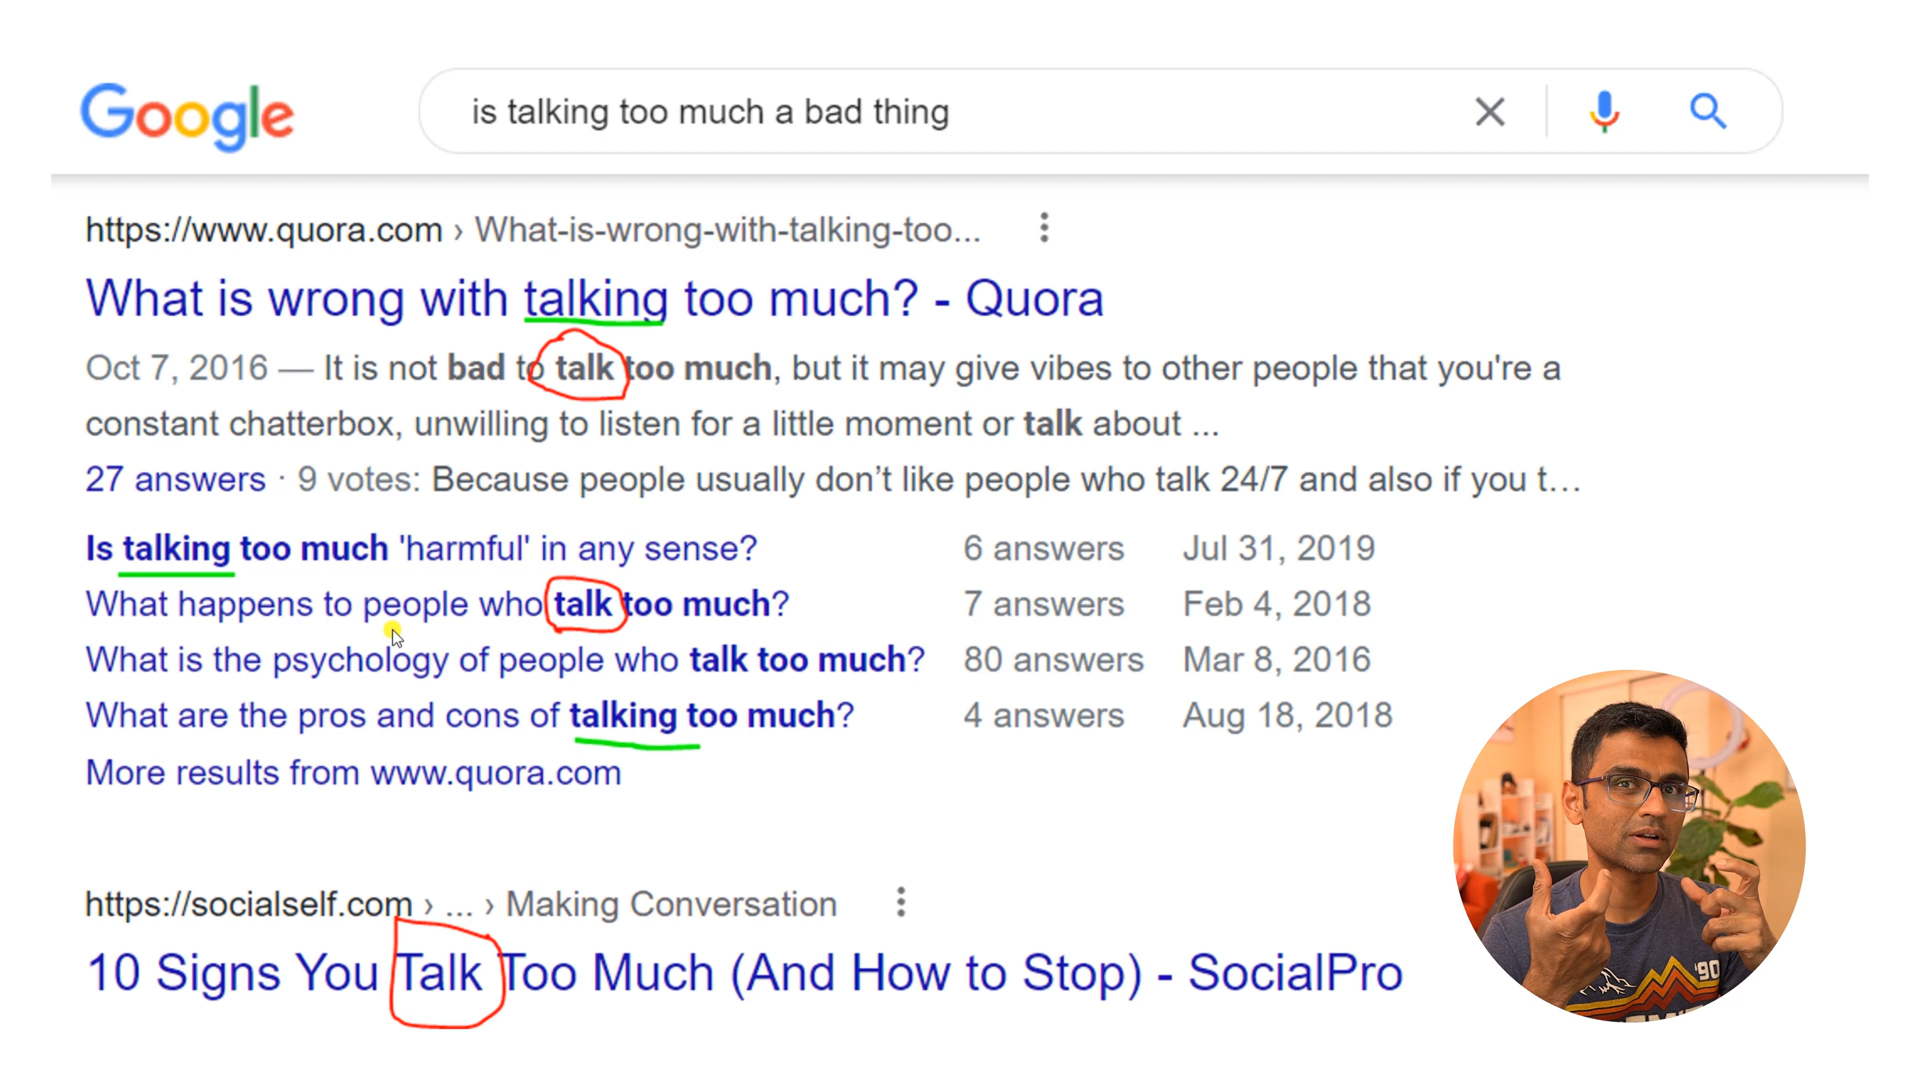 Google
is talking too much a bad thing
https://www.quora.com › What-is-wrong-with-talking-too...
What is wrong with talking too much? - Quora
Oct 7, 2016 — It is not bad to talk too much, but it may give vibes to other people that you're a
constant chatterbox, unwilling to listen for a little moment or talk about ...
27 answers · 9 votes: Because people usually don’t like people who talk 24/7 and also if you t…
Is talking too much 'harmful' in any sense? 6 answers Jul 31, 2019
What happens to people who talk too much? 7 answers Feb 4, 2018
What is the psychology of people who talk too much? 80 answers Mar 8, 2016
What are the pros and cons of talking too much? 4 answers Aug 18, 2018
More results from www.quora.com
https://socialself.com › ... › Making Conversation
10 Signs You Talk Too Much (And How to Stop) - SocialPro
'90